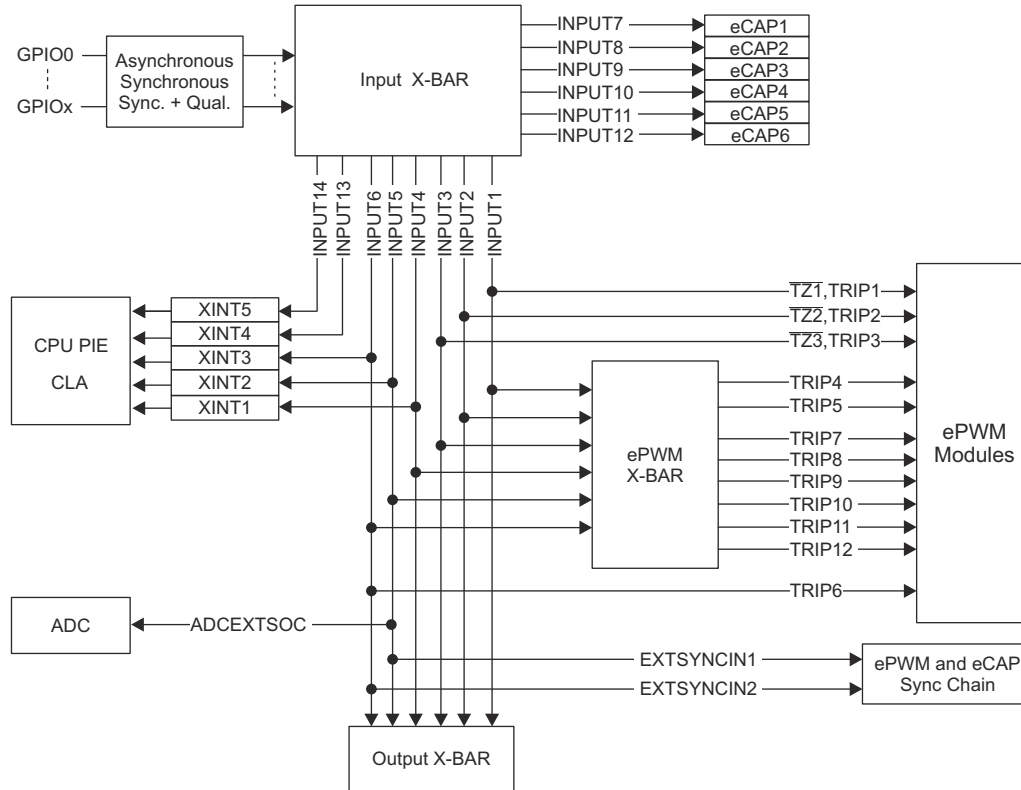 GPIO0
GPIOx
Asynchronous
Synchronous
Sync. + Qual.
Input X-BAR
INPUT7
INPUT8
INPUT9
INPUT10
INPUT11
INPUT12
eCAP1
eCAP2
eCAP3
eCAP4
eCAP5
eCAP6
INPUT14
INPUT13
INPUT6
INPUT5
INPUT4
INPUT3
INPUT2
INPUT1
CPU PIE
CLA
XINT5
XINT4
XINT3
XINT2
XINT1
TZ1,TRIP1
TZ2,TRIP2
TZ3,TRIP3
ePWM
X-BAR
TRIP4
TRIP5
TRIP7
TRIP8
TRIP9
TRIP10
TRIP11
TRIP12
TRIP6
ePWM
Modules
ADC
ADCEXTSOC
EXTSYNCIN1
EXTSYNCIN2
ePWM and eCAP
Sync Chain
Output X-BAR